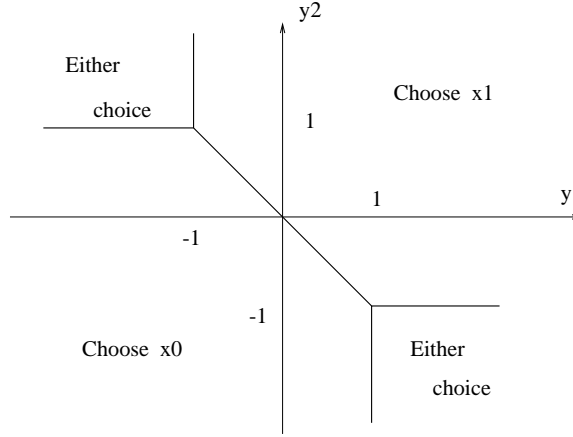 y2
Either
choice
Choose x1
1
1
y
-1
-1
Choose x0
Either
choice